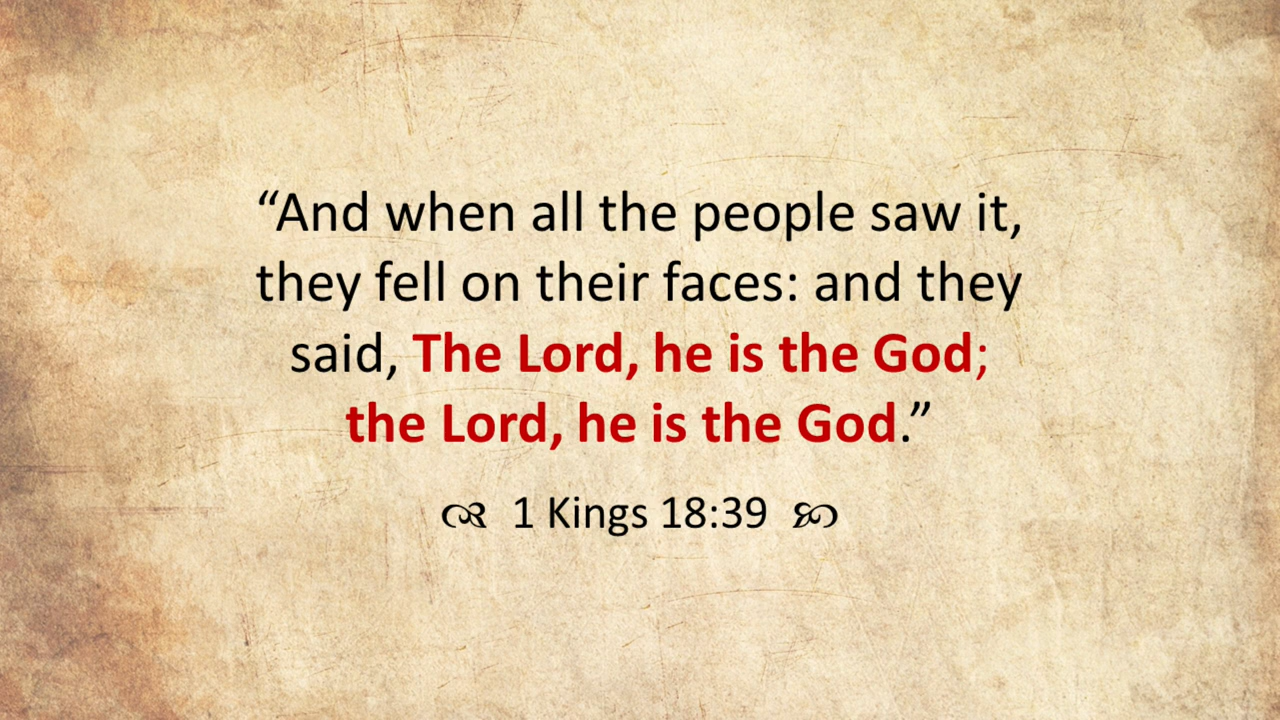 “And when all the people saw it,
they fell on their faces: and they
said, The Lord, he is the God;
the Lord, he is the God.”
1 Kings 18:39